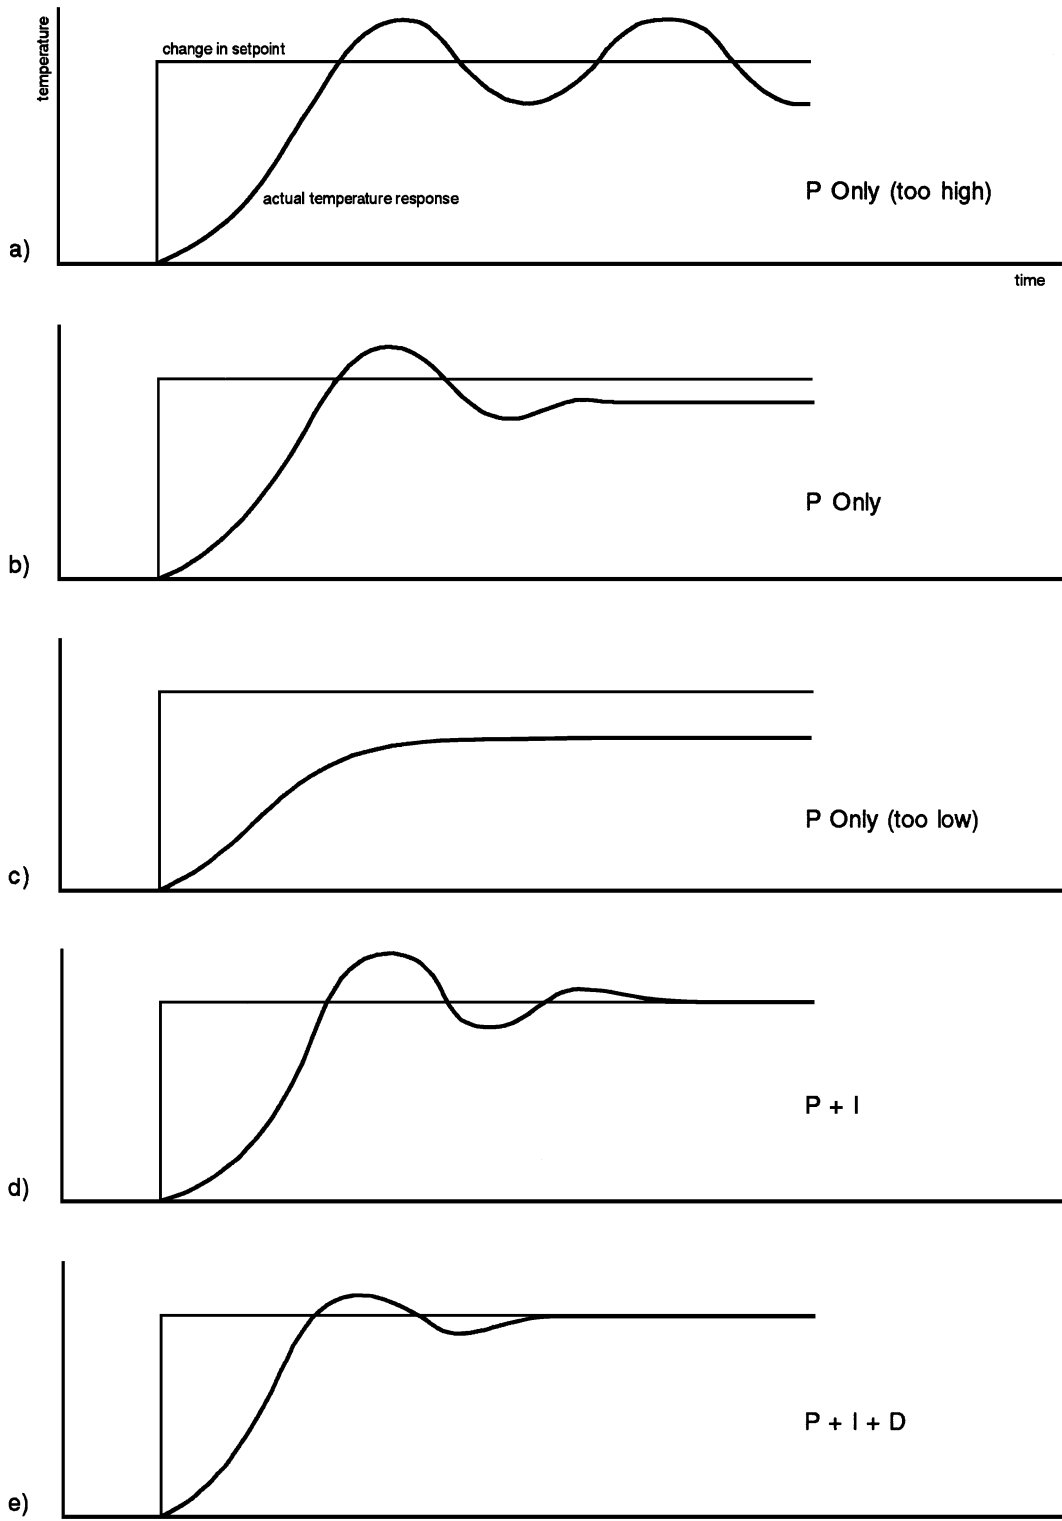 temperature
change in setpoint
actual temperature response
P Only (too high)
a)
time
P Only
b)
P Only (too low)
c)
P + I
d)
P + I + D
e)